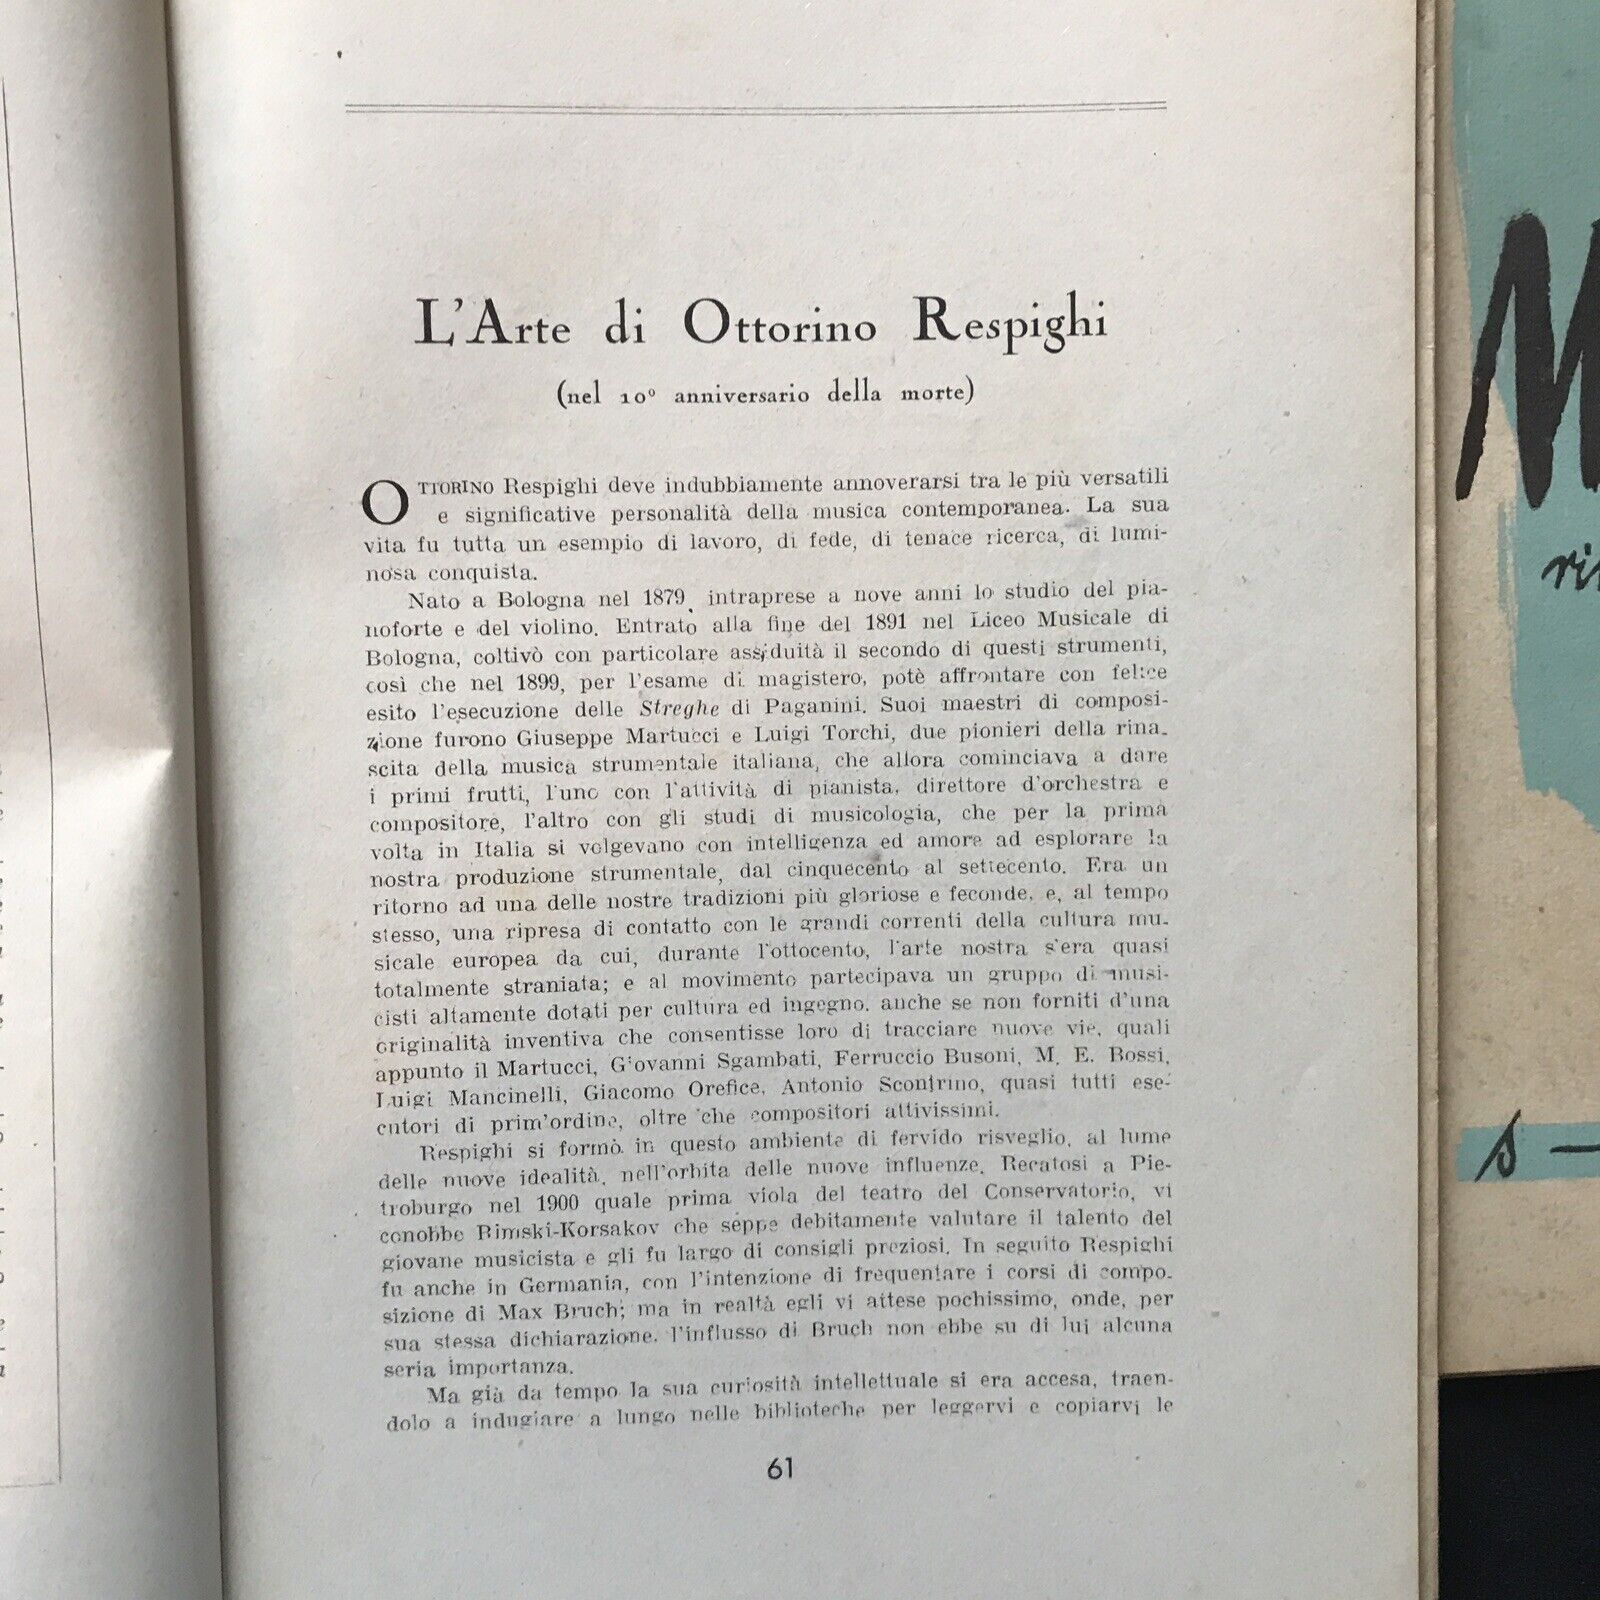 L'Arte di Ottorino Respighi
(nel 10º anniversario della morte)
OTTORINO Respighi deve indubbiamente annoverarsi tra le più versatili
e significative personalità della musica contemporanea. La sua
vita fu tutta un esempio di lavoro, di fede, di tenace ricerca, di lumi-
nosa conquista.
Nato a Bologna nel 1879, intraprese a nove anni lo studio del pia-
noforte e del violino. Entrato alla fine del 1891 nel Liceo Musicale di
Bologna, coltivò con particolare assiduità il secondo di questi strumenti,
così che nel 1899, per l'esame di magistero, potè affrontare con felice
esito l'esecuzione delle Streghe di Paganini. Suoi maestri di composi-
zione furono Giuseppe Martucci e Luigi Torchi, due pionieri della rina-
scita della musica strumentale italiana, che allora cominciava a dare
i primi frutti, l'uno con l'attività di pianista, direttore d'orchestra e
compositore, l'altro con gli studi di musicologia, che per la prima
volta in Italia si volgevano con intelligenza ed amore ad esplorare la
nostra produzione strumentale, dal cinquecento al settecento. Era un
ritorno ad una delle nostre tradizioni più gloriose e feconde, e, al tempo
stesso, una ripresa di contatto con le grandi correnti della cultura mu-
sicale europea da cui, durante l'ottocento, l'arte nostra s'era quasi
totalmente straniata; e al movimento partecipava un gruppo di musi-
cisti altamente dotati per cultura ed ingegno, anche se non forniti d'una
originalità inventiva che consentisse loro di tracciare nuove vie, quali
appunto il Martucci, Giovanni Sgambati, Ferruccio Busoni, M. E. Bossi,
Luigi Mancinelli, Giacomo Orefice, Antonio Scontrino, quasi tutti ese-
cutori di prim'ordine, oltre che compositori attivissimi.
Respighi si formò in questo ambiente di fervido risveglio, al lume
delle nuove idealità, nell'orbita delle nuove influenze. Recatosi a Pie-
troburgo nel 1900 quale prima viola del teatro del Conservatorio, vi
conobbe Rimski-Korsakov che seppe debitamente valutare il talento del
giovane musicista e gli fu largo di consigli preziosi. In seguito Respighi
fu anche in Germania, con l'intenzione di frequentare i corsi di compo-
sizione di Max Bruch; ma in realtà egli vi attese pochissimo, onde, per
sua stessa dichiarazione, l'influsso di Bruch non ebbe su di lui alcuna
seria importanza.
Ma già da tempo la sua curiosità intellettuale si era accesa, traen-
dolo a indugiare a lungo nelle biblioteche per leggervi e copiarvi le
61